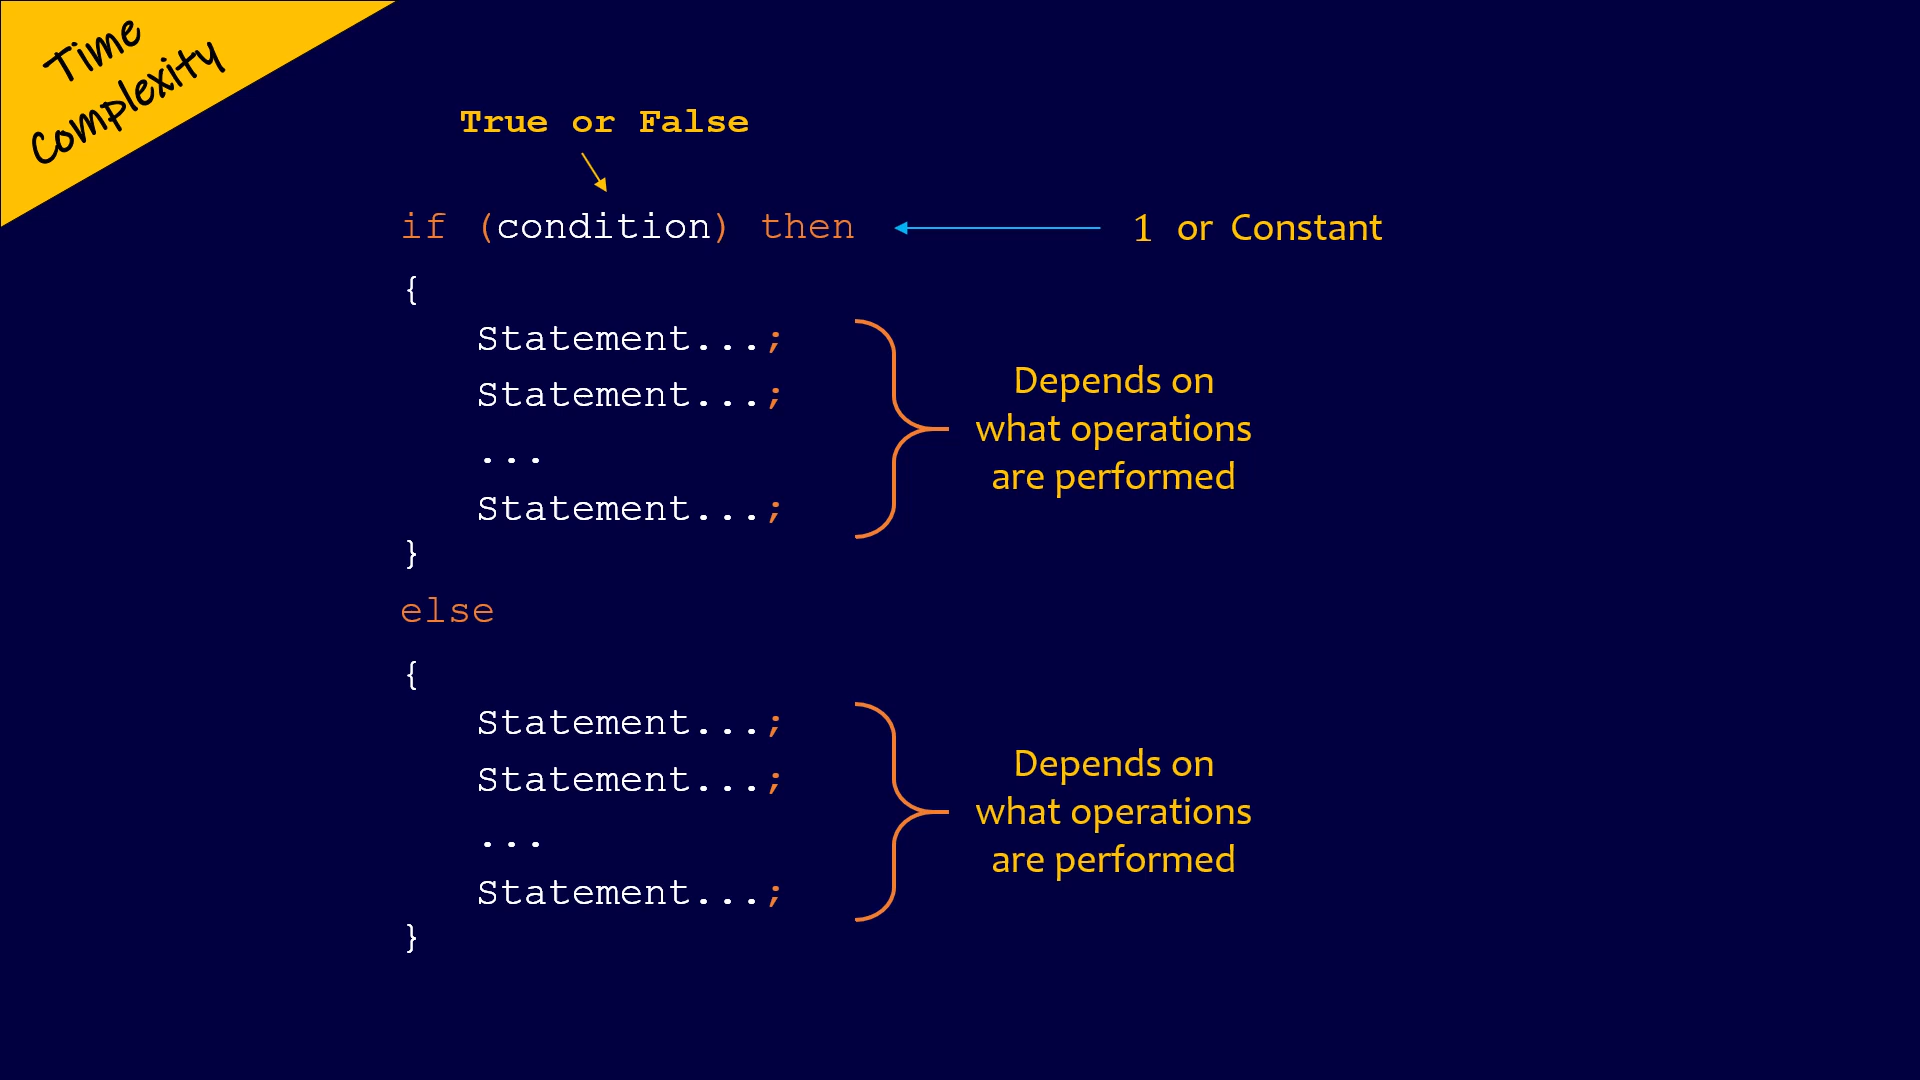 Time
Complexity
True or False
if (condition) then
1 or Constant
{
Statement...;
Statement...;
...
Statement...;
Depends on
what operations
are performed
}
else
{
Statement...;
Statement...;
...
Statement...;
Depends on
what operations
are performed
}